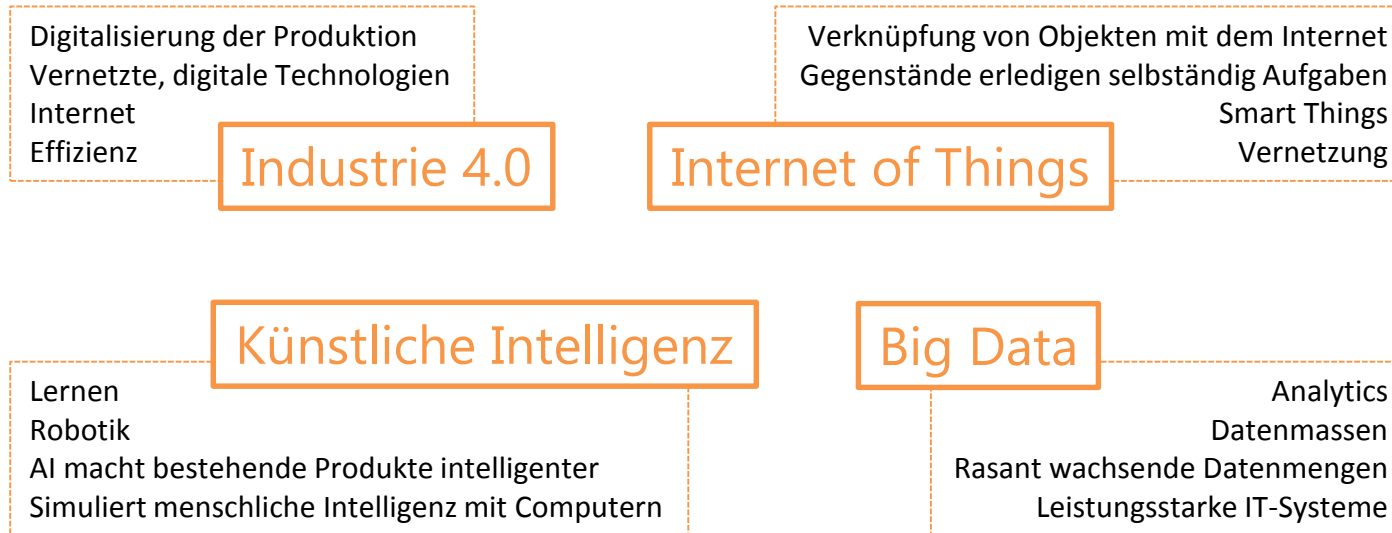 Digitalisierung der Produktion
Vernetzte, digitale Technologien
Internet
Effizienz
Industrie 4.0
Verknüpfung von Objekten mit dem Internet
Gegenstände erledigen selbständig Aufgaben
Smart Things
Vernetzung
Internet of Things
Künstliche Intelligenz
Lernen
Robotik
AI macht bestehende Produkte intelligenter
Simuliert menschliche Intelligenz mit Computern
Big Data
Analytics
Datenmassen
Rasant wachsende Datenmengen
Leistungsstarke IT-Systeme